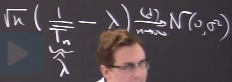 √n ( 1/T̄ₙ − λ ) →(d) n→∞ N(0, σ²)
λ̂